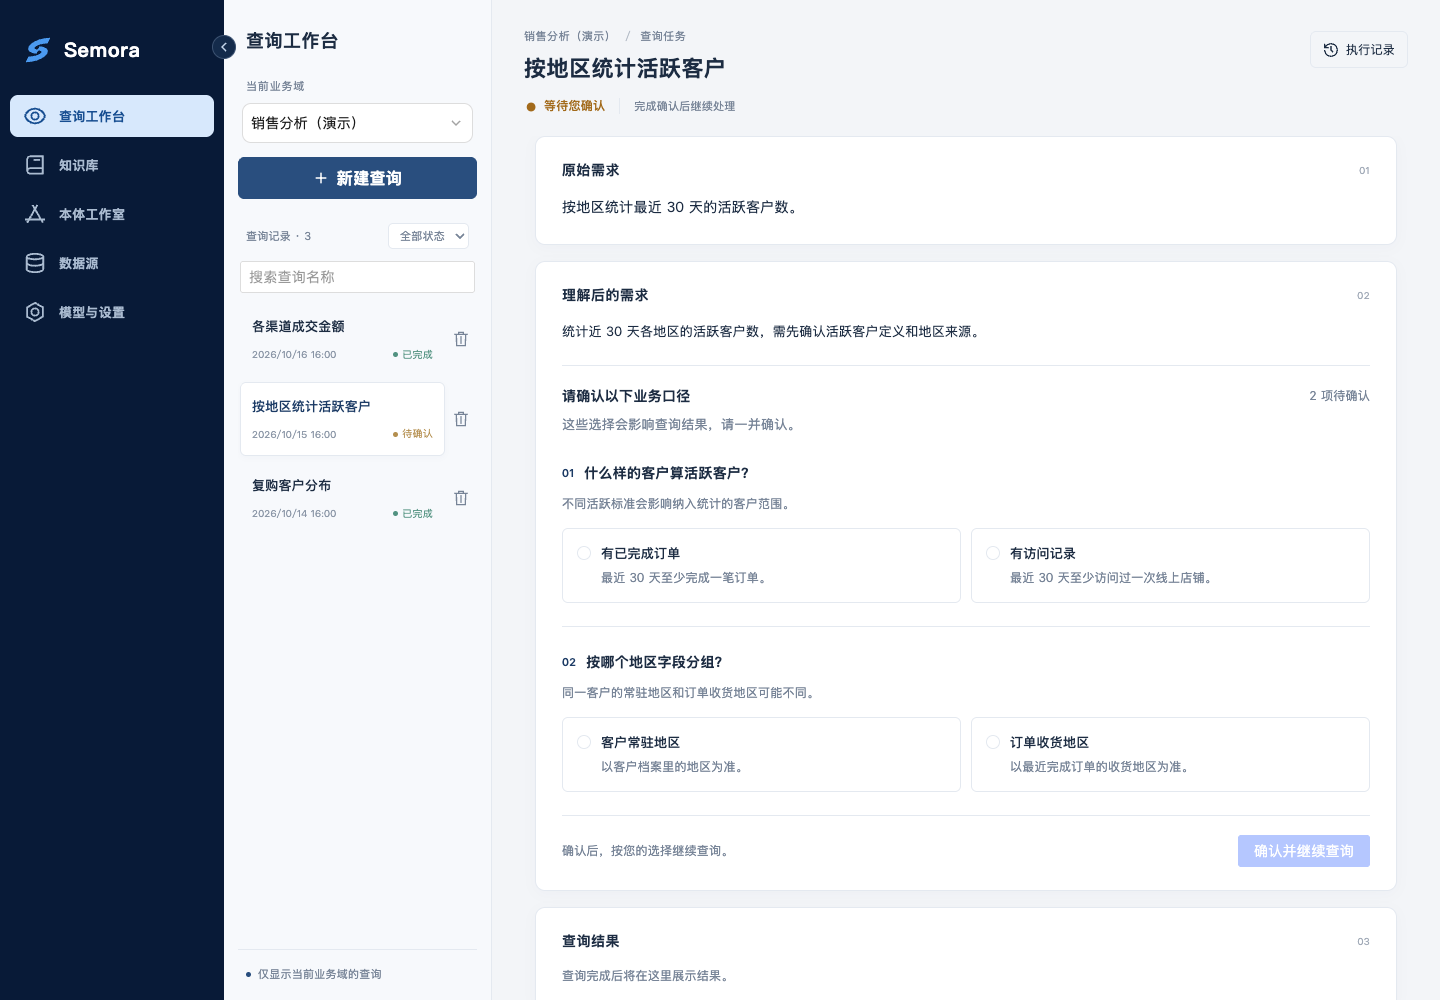 Semora
查询工作台
知识库
本体工作室
数据源
模型与设置
查询工作台
当前业务域
销售分析（演示）
新建查询
查询记录 · 3
全部状态
搜索查询名称
各渠道成交金额
2026/10/16 16:00
已完成
按地区统计活跃客户
2026/10/15 16:00
待确认
复购客户分布
2026/10/14 16:00
已完成
仅显示当前业务域的查询
销售分析（演示） / 查询任务
按地区统计活跃客户
等待您确认
完成确认后继续处理
执行记录
原始需求
01
按地区统计最近 30 天的活跃客户数。
理解后的需求
02
统计近 30 天各地区的活跃客户数，需先确认活跃客户定义和地区来源。
请确认以下业务口径
2 项待确认
这些选择会影响查询结果，请一并确认。
01 什么样的客户算活跃客户？
不同活跃标准会影响纳入统计的客户范围。
有已完成订单
最近 30 天至少完成一笔订单。
有访问记录
最近 30 天至少访问过一次线上店铺。
02 按哪个地区字段分组？
同一客户的常驻地区和订单收货地区可能不同。
客户常驻地区
以客户档案里的地区为准。
订单收货地区
以最近完成订单的收货地区为准。
确认后，按您的选择继续查询。
确认并继续查询
查询结果
03
查询完成后将在这里展示结果。